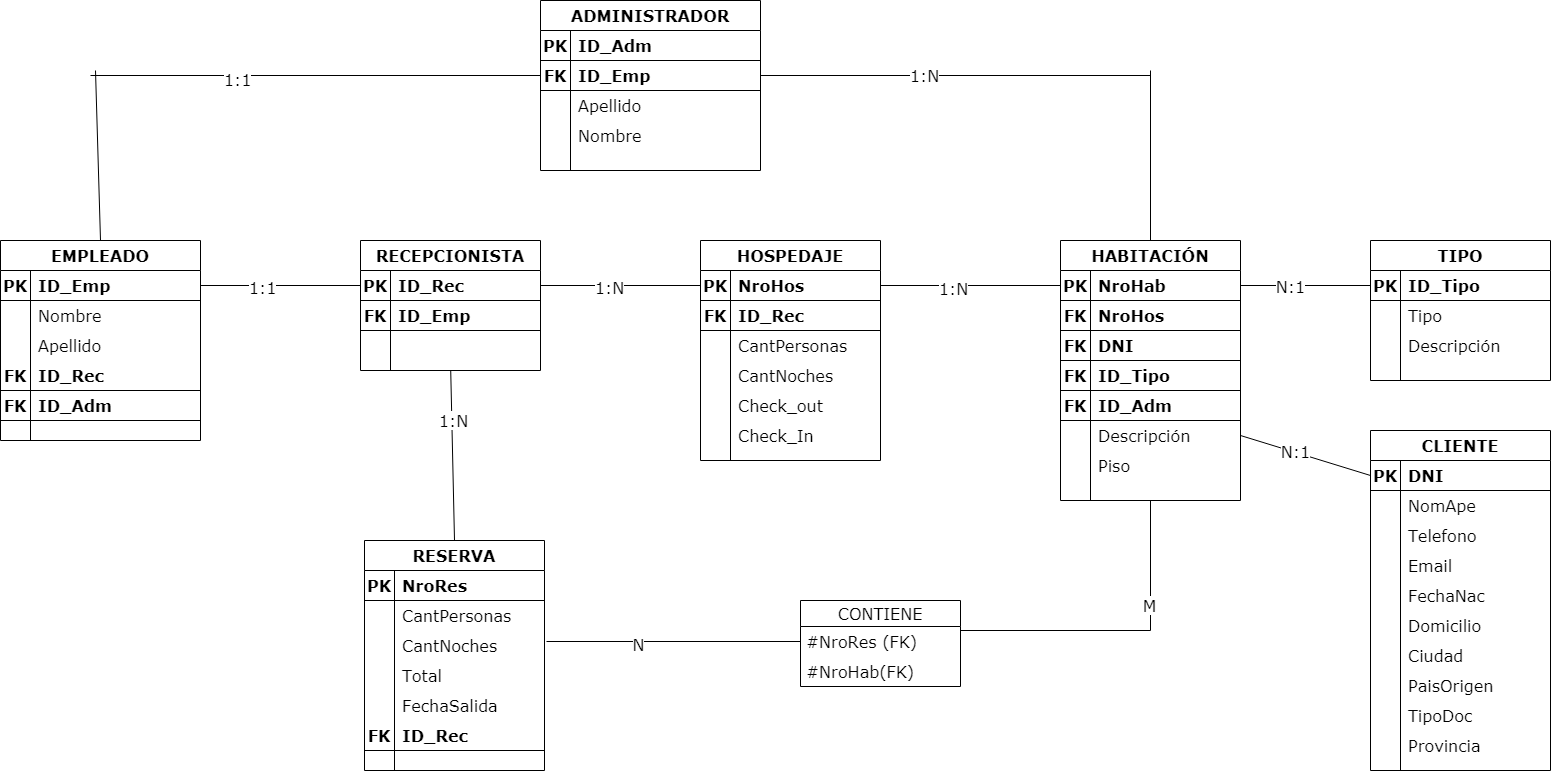 ADMINISTRADOR
PK ID_Adm
FK ID_Emp
Apellido
Nombre
1:1
1:N
EMPLEADO
PK ID_Emp
Nombre
Apellido
FK ID_Rec
FK ID_Adm
1:1
RECEPCIONISTA
PK ID_Rec
FK ID_Emp
1:N
HOSPEDAJE
PK NroHos
FK ID_Rec
CantPersonas
CantNoches
Check_out
Check_In
1:N
HABITACIÓN
PK NroHab
FK NroHos
FK DNI
FK ID_Tipo
FK ID_Adm
Descripción
Piso
N:1
TIPO
PK ID_Tipo
Tipo
Descripción
N:1
CLIENTE
PK DNI
NomApe
Telefono
Email
FechaNac
Domicilio
Ciudad
PaisOrigen
TipoDoc
Provincia
1:N
RESERVA
PK NroRes
CantPersonas
CantNoches
Total
FechaSalida
FK ID_Rec
N
CONTIENE
#NroRes (FK)
#NroHab(FK)
M